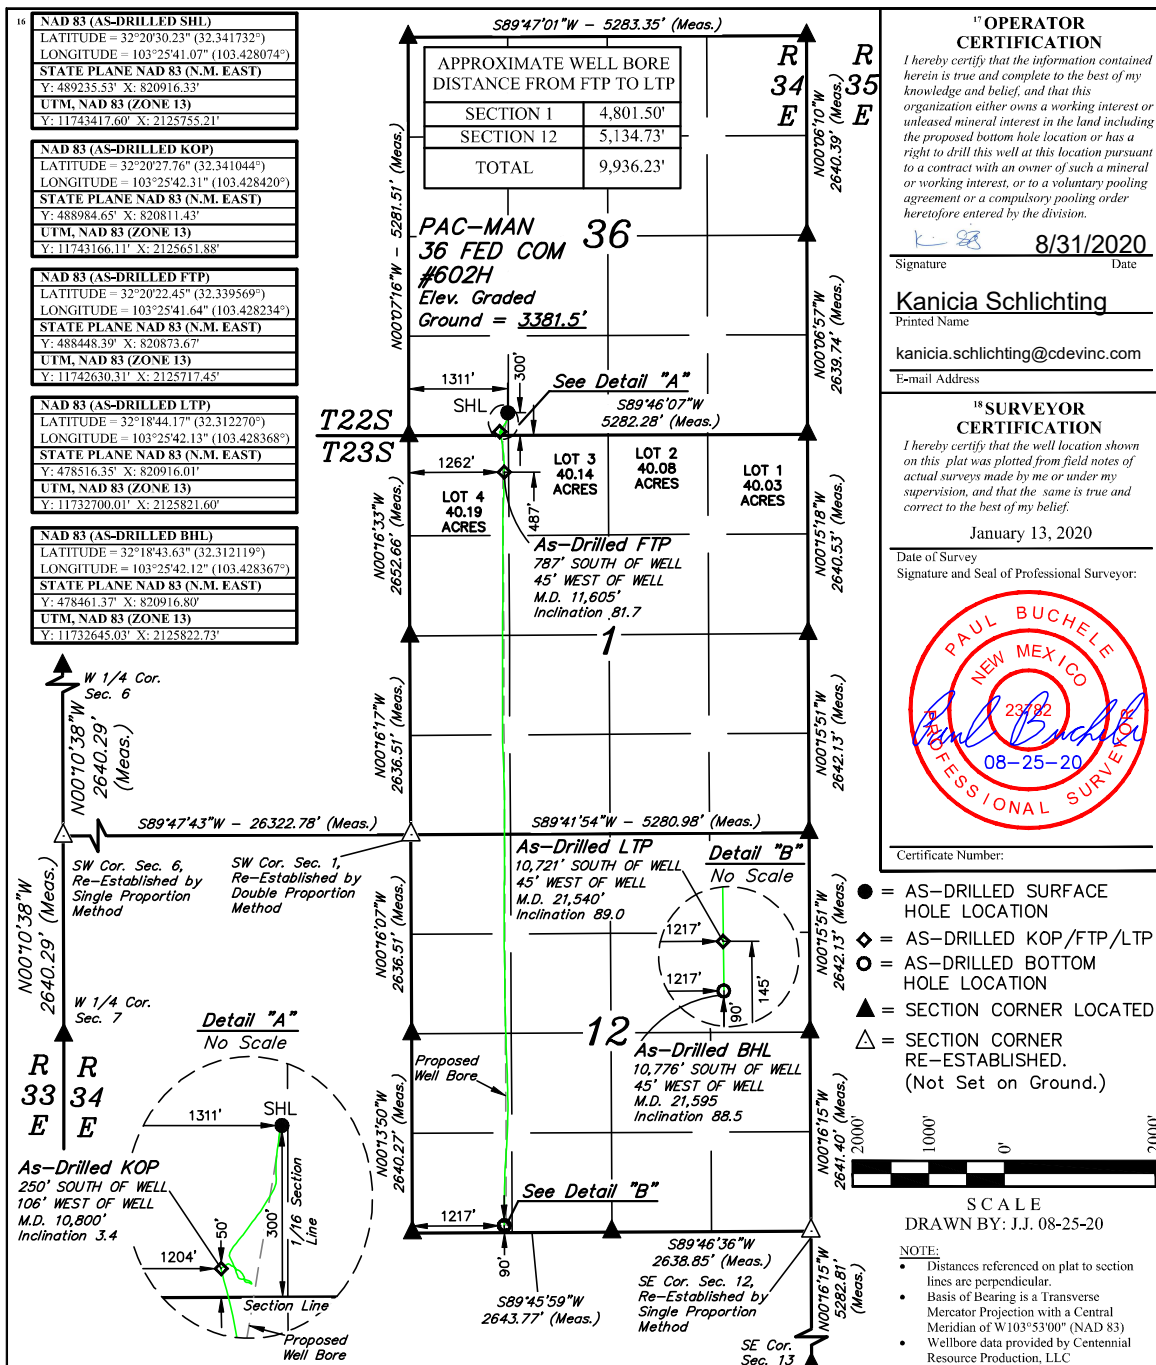 16
NAD 83 (AS-DRILLED SHL)
LATITUDE = 32°20'30.23" (32.341732°)
LONGITUDE = 103°25'41.07" (103.428074°)
STATE PLANE NAD 83 (N.M. EAST)
Y: 489235.53' X: 820916.33'
UTM, NAD 83 (ZONE 13)
Y: 11743417.60' X: 2125755.21'
NAD 83 (AS-DRILLED KOP)
LATITUDE = 32°20'27.76" (32.341044°)
LONGITUDE = 103°25'42.31" (103.428420°)
STATE PLANE NAD 83 (N.M. EAST)
Y: 488984.65' X: 820811.43'
UTM, NAD 83 (ZONE 13)
Y: 11743166.11' X: 2125651.88'
NAD 83 (AS-DRILLED FTP)
LATITUDE = 32°20'22.45" (32.339569°)
LONGITUDE = 103°25'41.64" (103.428234°)
STATE PLANE NAD 83 (N.M. EAST)
Y: 488448.39' X: 820873.67'
UTM, NAD 83 (ZONE 13)
Y: 11742630.31' X: 2125717.45'
NAD 83 (AS-DRILLED LTP)
LATITUDE = 32°18'44.17" (32.312270°)
LONGITUDE = 103°25'42.13" (103.428368°)
STATE PLANE NAD 83 (N.M. EAST)
Y: 478516.35' X: 820916.01'
UTM, NAD 83 (ZONE 13)
Y: 11732700.01' X: 2125821.60'
NAD 83 (AS-DRILLED BHL)
LATITUDE = 32°18'43.63" (32.312119°)
LONGITUDE = 103°25'42.12" (103.428367°)
STATE PLANE NAD 83 (N.M. EAST)
Y: 478461.37' X: 820916.80'
UTM, NAD 83 (ZONE 13)
Y: 11732645.03' X: 2125822.73'
S89°47'01"W – 5283.35' (Meas.)
APPROXIMATE WELL BORE
DISTANCE FROM FTP TO LTP
SECTION 1 4,801.50'
SECTION 12 5,134.73'
TOTAL 9,936.23'
R R
34 35
E E
N00°07'16"W – 5281.51' (Meas.)
N00°06'10"W
2640.39' (Meas.)
N00°06'57"W
2639.74' (Meas.)
PAC-MAN
36 FED COM
#602H
Elev. Graded
Ground = 3381.5'
36
1311'
300'
SHL
See Detail "A"
S89°46'07"W
5282.28' (Meas.)
T22S
T23S
1262'
487'
LOT 4
40.19
ACRES
LOT 3
40.14
ACRES
LOT 2
40.08
ACRES
LOT 1
40.03
ACRES
N00°16'33"W
2652.66' (Meas.)
N00°15'18"W
2640.53' (Meas.)
As-Drilled FTP
787' SOUTH OF WELL
45' WEST OF WELL
M.D. 11,605'
Inclination 81.7
1
N00°16'17"W
2636.51' (Meas.)
N00°15'51"W
2642.13' (Meas.)
W 1/4 Cor.
Sec. 6
N00°10'38"W
2640.29'
(Meas.)
S89°47'43"W – 26322.78' (Meas.)
S89°41'54"W – 5280.98' (Meas.)
SW Cor. Sec. 6,
Re-Established by
Single Proportion
Method
SW Cor. Sec. 1,
Re-Established by
Double Proportion
Method
N00°10'38"W
2640.29' (Meas.)
W 1/4 Cor.
Sec. 7
R R
33 34
E E
N00°16'07"W
2636.51' (Meas.)
N00°15'51"W
2642.13' (Meas.)
As-Drilled LTP
10,721' SOUTH OF WELL
45' WEST OF WELL
M.D. 21,540'
Inclination 89.0
Detail "B"
No Scale
1217'
1217'
90'
145'
12
As-Drilled BHL
10,776' SOUTH OF WELL
45' WEST OF WELL
M.D. 21,595
Inclination 88.5
Proposed
Well Bore
N00°13'50"W
2640.27' (Meas.)
N00°16'15"W
2641.40' (Meas.)
See Detail "B"
1217'
90'
S89°45'59"W
2643.77' (Meas.)
S89°46'36"W
2638.85' (Meas.)
SE Cor. Sec. 12,
Re-Established by
Single Proportion
Method
N00°16'15"W
5282.81'
(Meas.)
SE Cor.
Sec. 13
Detail "A"
No Scale
1311'
SHL
As-Drilled KOP
250' SOUTH OF WELL
106' WEST OF WELL
M.D. 10,800'
Inclination 3.4
1204'
50'
300'
1/16 Section
Line
Section Line
Proposed
Well Bore
17 OPERATOR
CERTIFICATION
I hereby certify that the information contained
herein is true and complete to the best of my
knowledge and belief, and that this
organization either owns a working interest or
unleased mineral interest in the land including
the proposed bottom hole location or has a
right to drill this well at this location pursuant
to a contract with an owner of such a mineral
or working interest, or to a voluntary pooling
agreement or a compulsory pooling order
heretofore entered by the division.
8/31/2020
Signature Date
Kanicia Schlichting
Printed Name
kanicia.schlichting@cdevinc.com
E-mail Address
18 SURVEYOR
CERTIFICATION
I hereby certify that the well location shown
on this plat was plotted from field notes of
actual surveys made by me or under my
supervision, and that the same is true and
correct to the best of my belief.
January 13, 2020
Date of Survey
Signature and Seal of Professional Surveyor:
PAUL BUCHELE
NEW MEXICO
23782
Paul Buchele
08-25-20
PROFESSIONAL SURVEYOR
Certificate Number:
= AS-DRILLED SURFACE
HOLE LOCATION
= AS-DRILLED KOP/FTP/LTP
= AS-DRILLED BOTTOM
HOLE LOCATION
= SECTION CORNER LOCATED
= SECTION CORNER
RE-ESTABLISHED.
(Not Set on Ground.)
2000' 1000' 0' 2000'
SCALE
DRAWN BY: J.J. 08-25-20
NOTE:
• Distances referenced on plat to section
lines are perpendicular.
• Basis of Bearing is a Transverse
Mercator Projection with a Central
Meridian of W103°53'00" (NAD 83)
• Wellbore data provided by Centennial
Resource Production, LLC